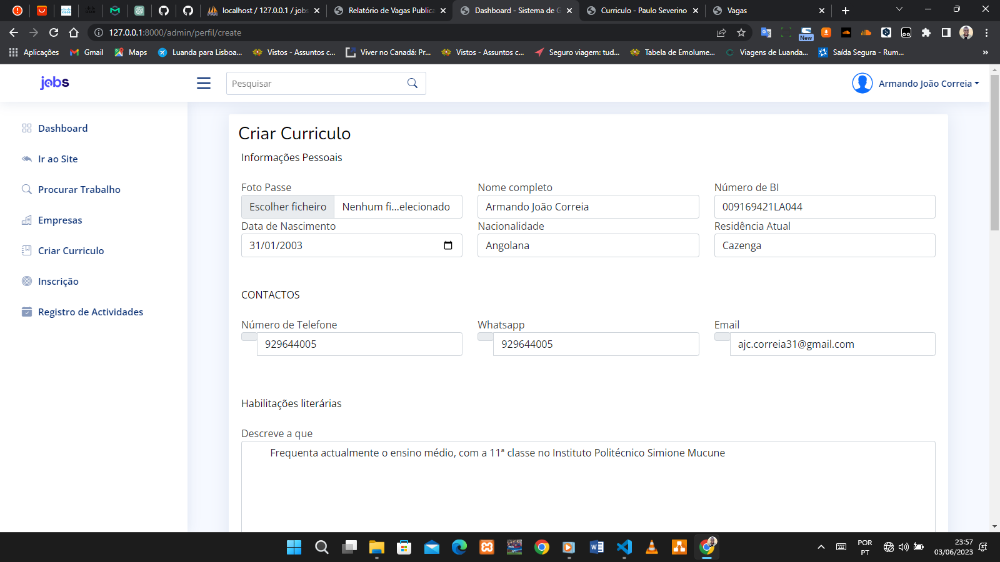 localhost / 127.0.0.1 / jobs
Relatório de Vagas Publica
Dashboard - Sistema de G
Curriculo - Paulo Severino
Vagas
127.0.0.1:8000/admin/perfil/create
New
Aplicações
Gmail
Maps
Luanda para Lisboa...
Vistos - Assuntos c...
Viver no Canadá: Pr...
Vistos - Assuntos c...
Seguro viagem: tud...
Tabela de Emolume...
Viagens de Luanda...
Saída Segura - Rum...
»
jobs
Pesquisar
Armando João Correia
Dashboard
Ir ao Site
Procurar Trabalho
Empresas
Criar Curriculo
Inscrição
Registro de Actividades
Criar Curriculo
Informações Pessoais
Foto Passe
Nome completo
Número de BI
Escolher ficheiro Nenhum fi...elecionado
Armando João Correia
009169421LA044
Data de Nascimento
Nacionalidade
Residência Atual
31/01/2003
Angolana
Cazenga
CONTACTOS
Número de Telefone
Whatsapp
Email
929644005
929644005
ajc.correia31@gmail.com
Habilitações literárias
Descreve a que
Frequenta actualmente o ensino médio, com a 11ª classe no Instituto Politécnico Simione Mucune
POR
PT
23:57
03/06/2023